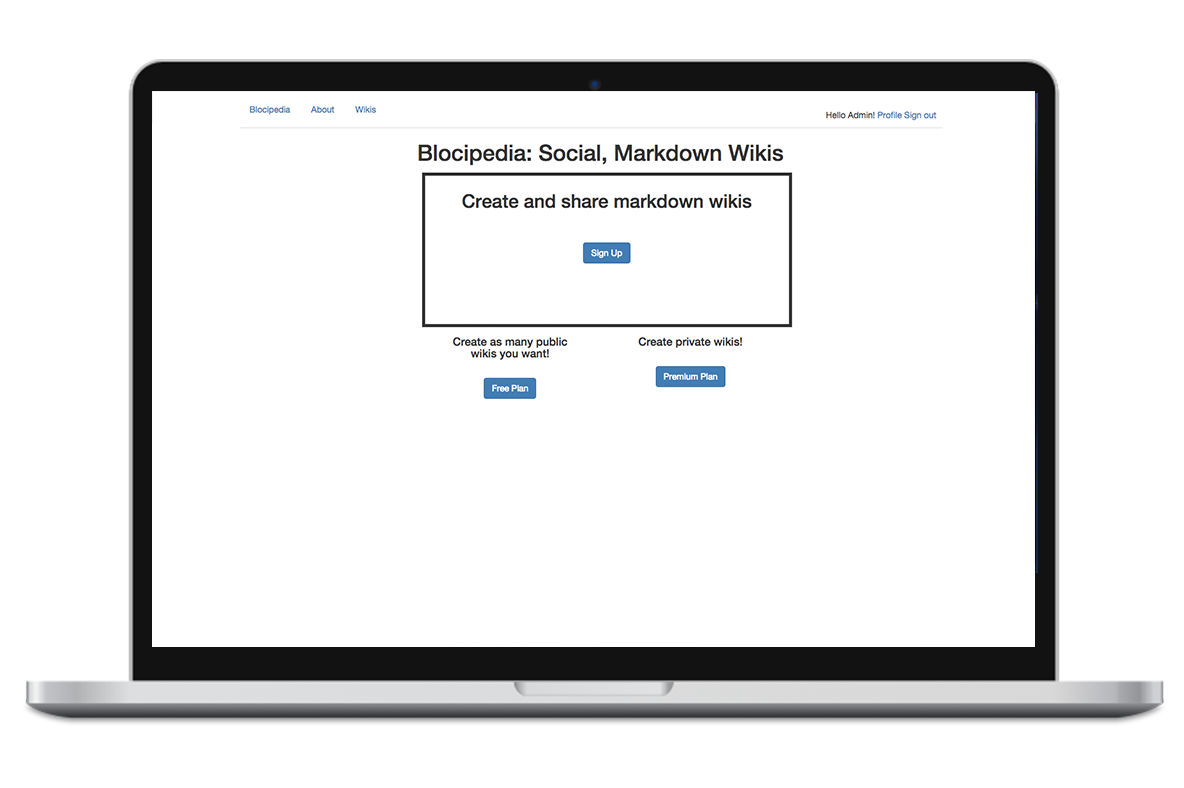 Blocipedia About Wikis
Hello Admin! Profile Sign out
Blocipedia: Social, Markdown Wikis
Create and share markdown wikis
Sign Up
Create as many public
wikis you want!
Free Plan
Create private wikis!
Premium Plan